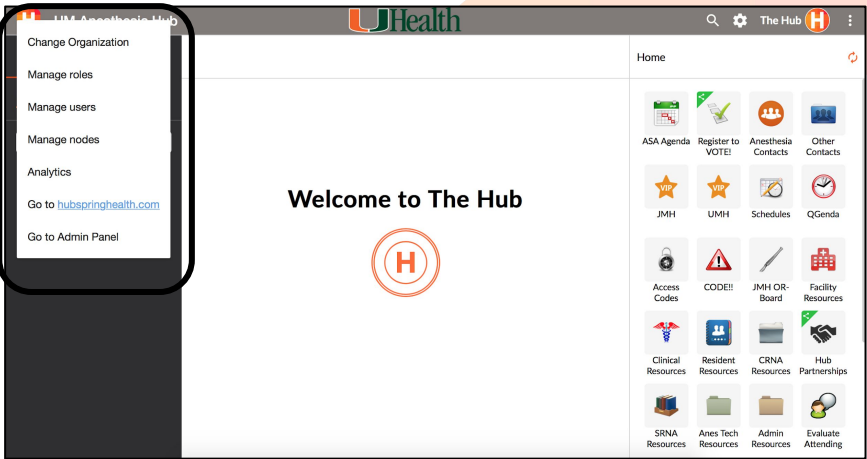 UM Anesthesia Hub
UHealth
The Hub
H
Change Organization
Manage roles
Manage users
Manage nodes
Analytics
Go to hubspringhealth.com
Go to Admin Panel
Welcome to The Hub
H
Home
ASA Agenda
Register to
VOTE!
Anesthesia
Contacts
Other
Contacts
VIP
JMH
VIP
UMH
Schedules
QGenda
Access
Codes
CODE!!
JMH OR-
Board
Facility
Resources
Clinical
Resources
Resident
Resources
CRNA
Resources
Hub
Partnerships
SRNA
Resources
Anes Tech
Resources
Admin
Resources
Evaluate
Attending